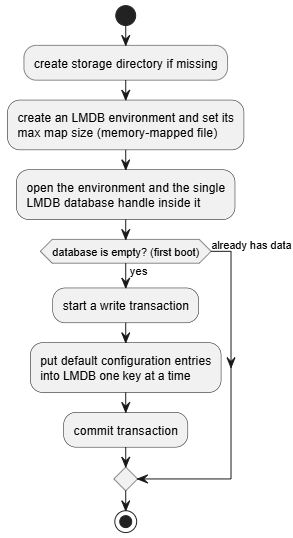 create storage directory if missing
create an LMDB environment and set its
max map size (memory-mapped file)
open the environment and the single
LMDB database handle inside it
database is empty? (first boot)
already has data
yes
start a write transaction
put default configuration entries
into LMDB one key at a time
commit transaction